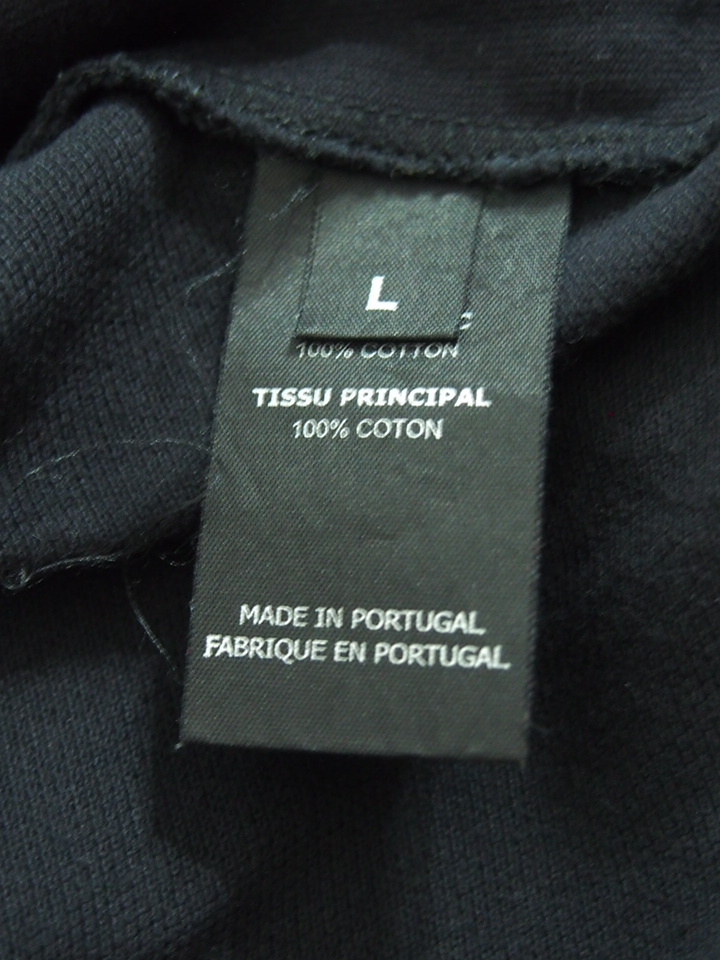 L
100% COTTON
TISSU PRINCIPAL
100% COTON
MADE IN PORTUGAL
FABRIQUE EN PORTUGAL